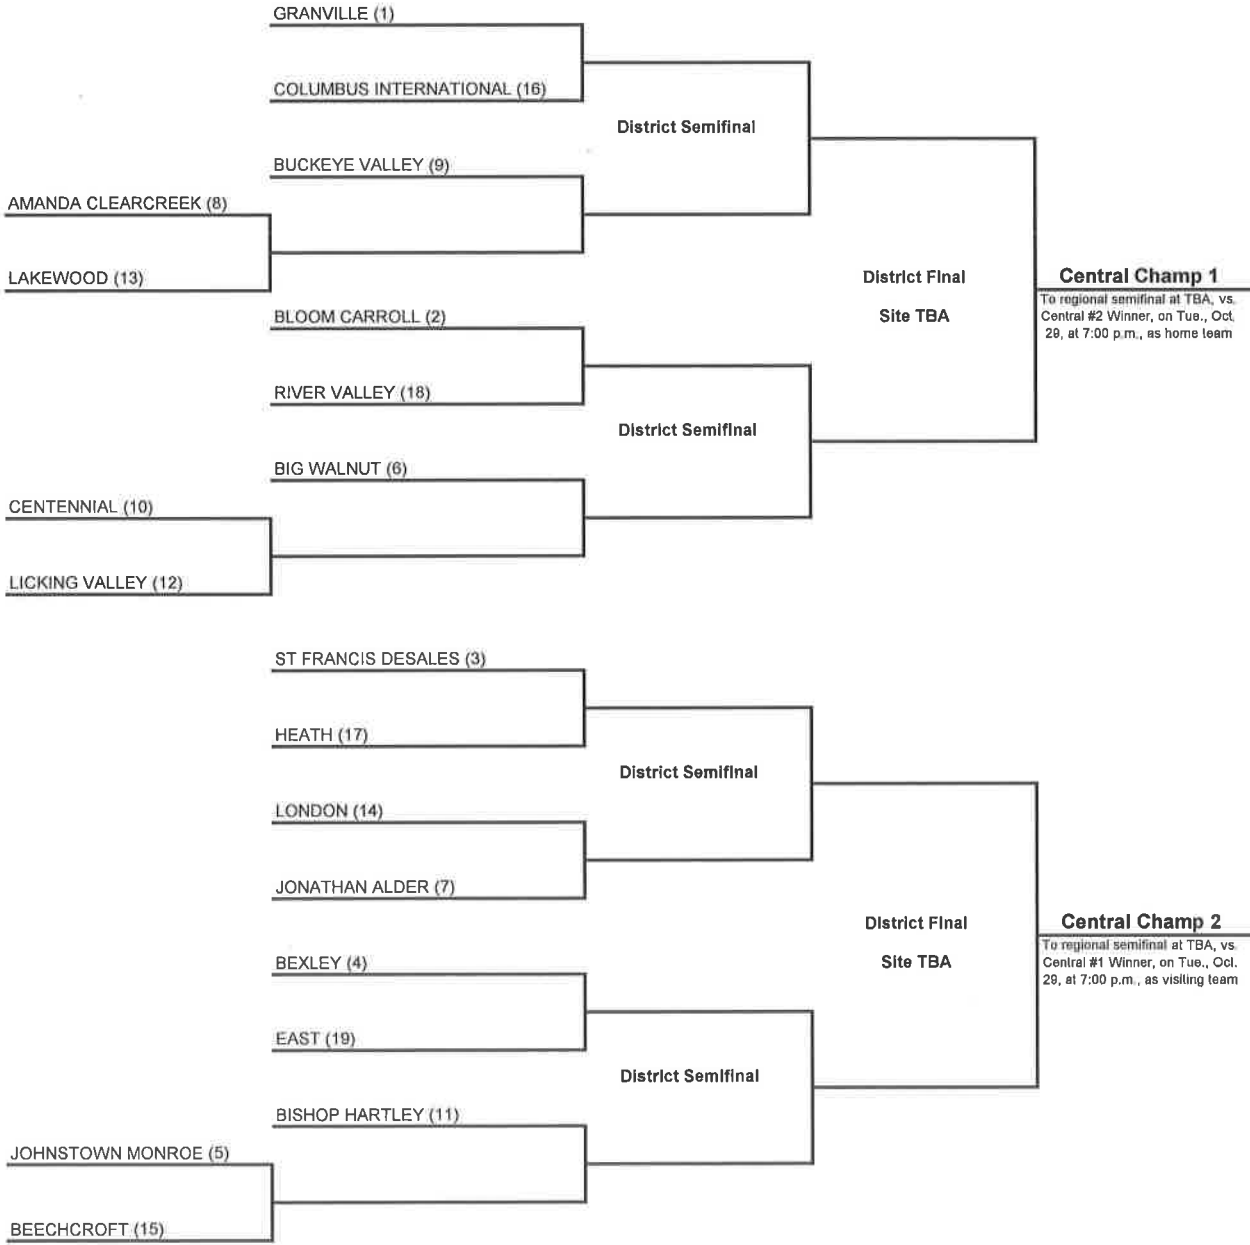 GRANVILLE (1)
COLUMBUS INTERNATIONAL (16)
District Semifinal
BUCKEYE VALLEY (9)
AMANDA CLEARCREEK (8)
LAKEWOOD (13)
District Final
Site TBA
Central Champ 1
To regional semifinal at TBA, vs.
Central #2 Winner, on Tue., Oct.
29, at 7:00 p.m., as home team
BLOOM CARROLL (2)
RIVER VALLEY (18)
District Semifinal
BIG WALNUT (6)
CENTENNIAL (10)
LICKING VALLEY (12)
ST FRANCIS DESALES (3)
HEATH (17)
District Semifinal
LONDON (14)
JONATHAN ALDER (7)
District Final
Site TBA
Central Champ 2
To regional semifinal at TBA, vs.
Central #1 Winner, on Tue., Oct.
29, at 7:00 p.m., as visiting team
BEXLEY (4)
EAST (19)
District Semifinal
BISHOP HARTLEY (11)
JOHNSTOWN MONROE (5)
BEECHCROFT (15)